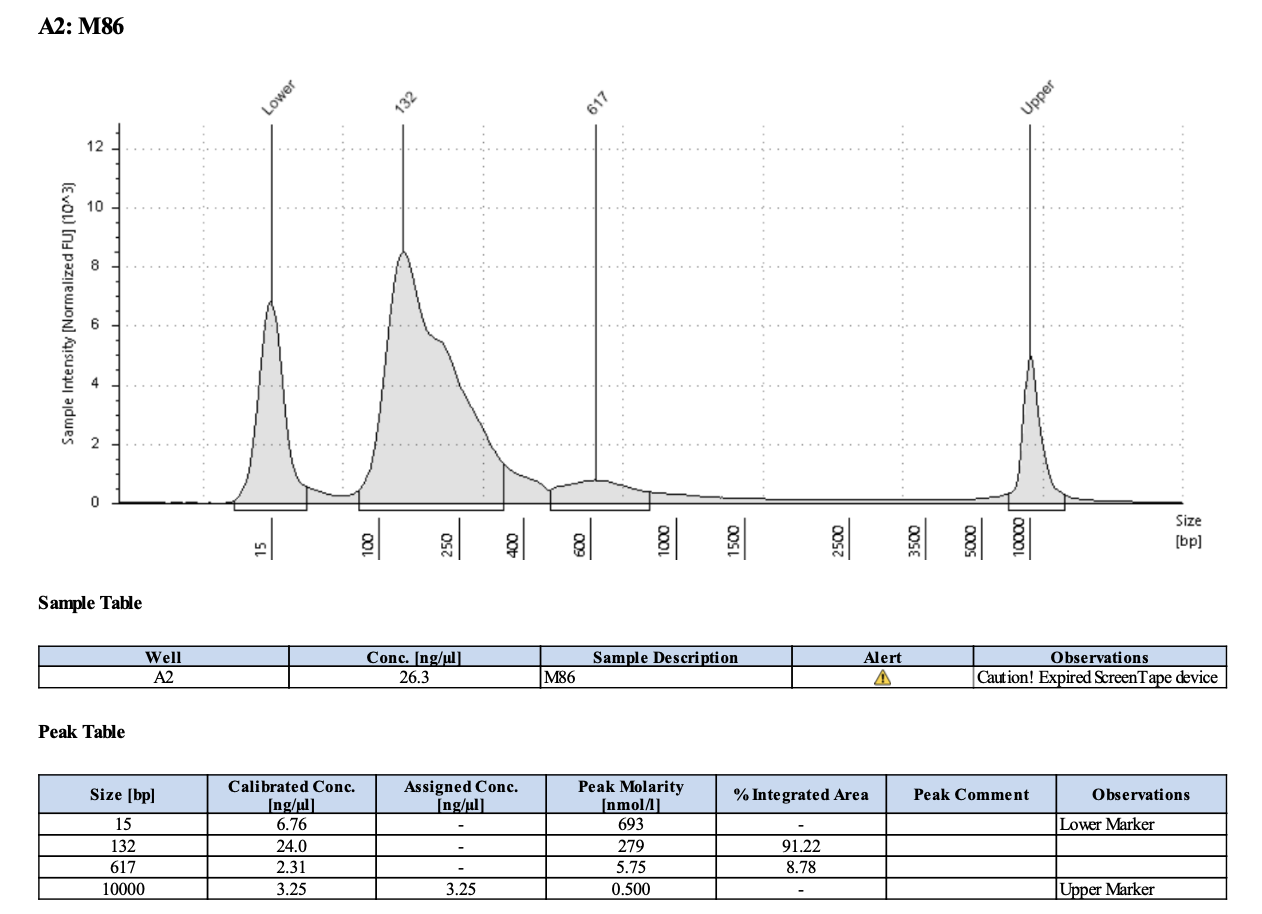 A2: M86
Lower
132
617
Upper
Sample Intensity [Normalized FU] (10^3)
12
10
8
6
4
2
0
15
100
250
400
600
1000
1500
2500
3500
5000
10000
Size
[bp]
Sample Table
Well Conc. [ng/µl] Sample Description Alert Observations
A2 26.3 M86 Caution! Expired ScreenTape device
Peak Table
Size [bp] Calibrated Conc. [ng/µl] Assigned Conc. [ng/µl] Peak Molarity [nmol/l] % Integrated Area Peak Comment Observations
15 6.76 - 693 - Lower Marker
132 24.0 - 279 91.22
617 2.31 - 5.75 8.78
10000 3.25 3.25 0.500 - Upper Marker